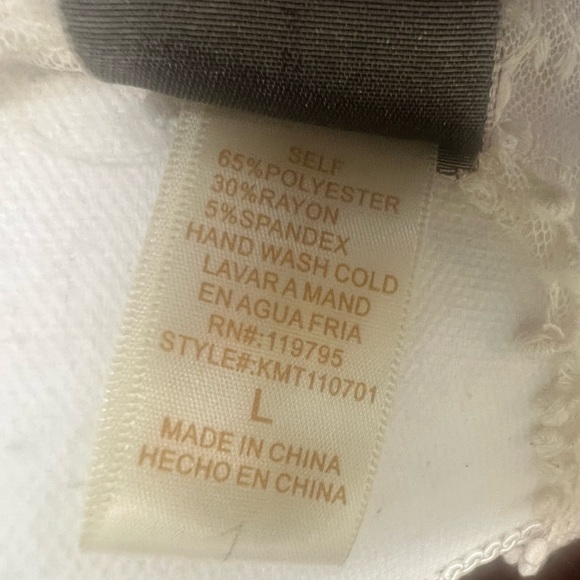 SELF
65%POLYESTER
30%RAYON
5%SPANDEX
HAND WASH COLD
LAVAR A MAND
EN AGUA FRIA
RN#:119795
STYLE#:KMT110701
L
MADE IN CHINA
HECHO EN CHINA